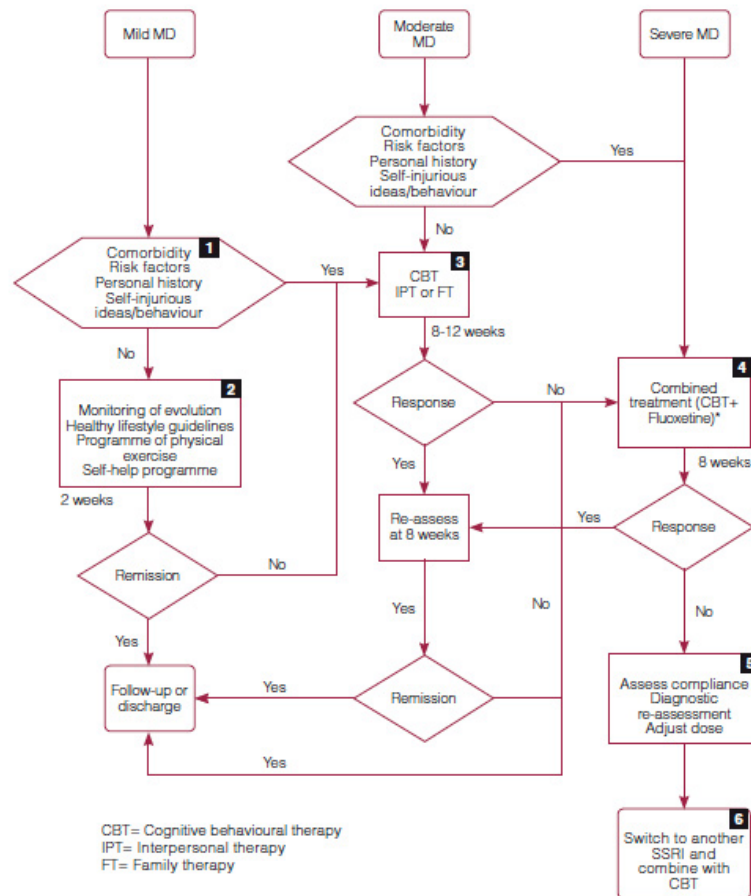 Mild MD
Moderate
MD
Severe MD
Comorbidity
Risk factors
Personal history
Self-injurious
ideas/behaviour
Yes
No
1
Comorbidity
Risk factors
Personal history
Self-injurious
ideas/behaviour
Yes
No
3
CBT
IPT or FT
8-12 weeks
2
Monitoring of evolution
Healthy lifestyle guidelines
Programme of physical
exercise
Self-help programme
2 weeks
Response
No
Yes
4
Combined
treatment (CBT+
Fluoxetine)*
8 weeks
Re-assess
at 8 weeks
Yes
Response
Remission
No
Yes
Yes
No
No
5
Assess compliance
Diagnostic
re-assessment
Adjust dose
Follow-up or
discharge
Yes
Remission
Yes
6
Switch to another
SSRI and
combine with
CBT
CBT= Cognitive behavioural therapy
IPT= Interpersonal therapy
FT= Family therapy